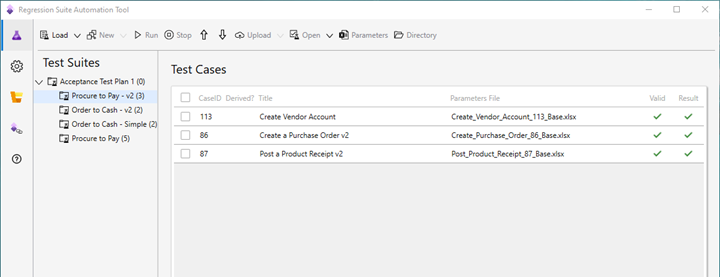 Regression Suite Automation Tool
Load New Run Stop Upload Open Parameters Directory
Test Suites
Acceptance Test Plan 1 (0)
Procure to Pay - v2 (3)
Order to Cash - v2 (2)
Order to Cash - Simple (2)
Procure to Pay (5)
Test Cases
CaseID Derived? Title Parameters File Valid Result
113 Create Vendor Account Create_Vendor_Account_113_Base.xlsx
86 Create a Purchase Order v2 Create_Purchase_Order_86_Base.xlsx
87 Post a Product Receipt v2 Post_Product_Receipt_87_Base.xlsx